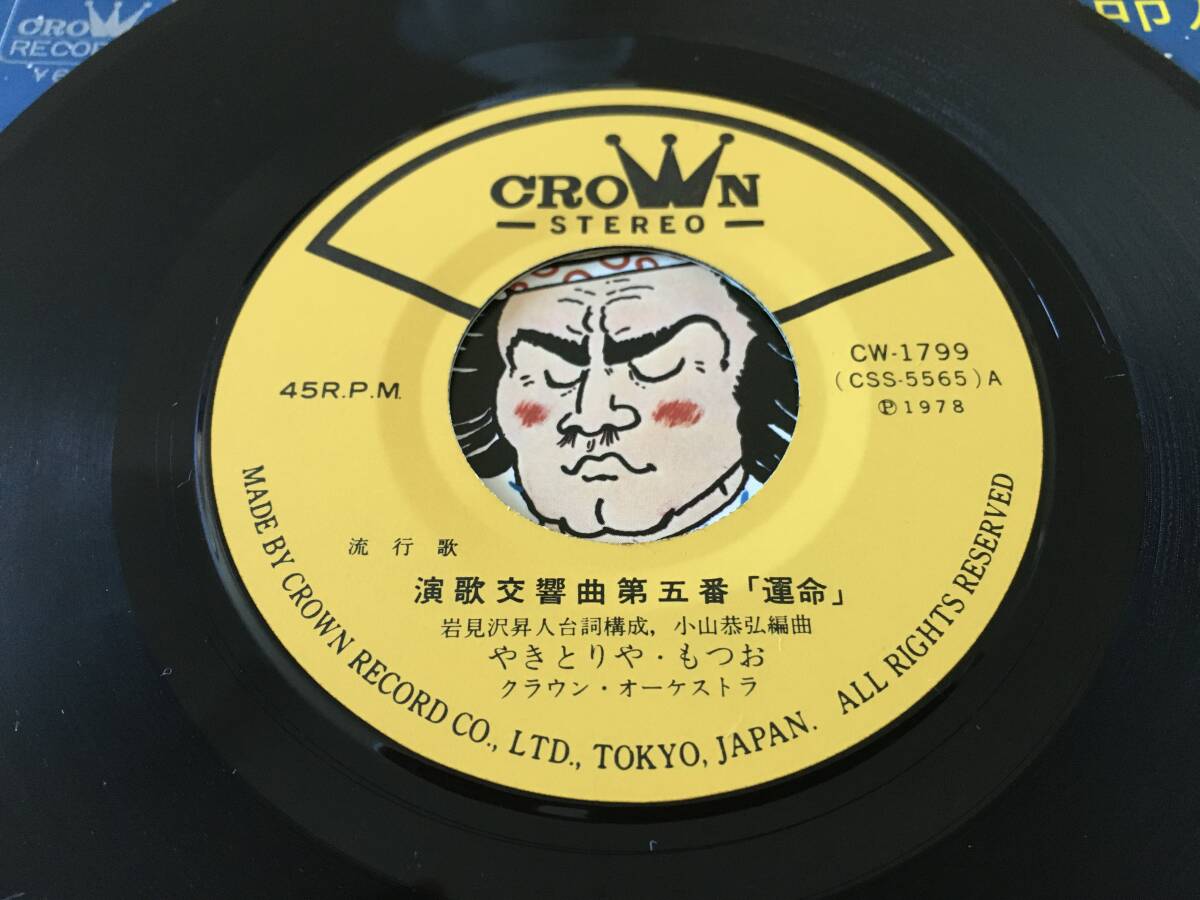 CROWN
RECOR
CROWN
STEREO
45R.P.M.
CW-1799
(CSS-5565)A
Ⓟ1978
流行歌
演歌交響曲第五番「運命」
岩見沢昇人台詞構成, 小山恭弘編曲
やきとりや・もつお
クラウン・オーケストラ
MADE BY CROWN RECORD CO., LTD., TOKYO, JAPAN. ALL RIGHTS RESERVED